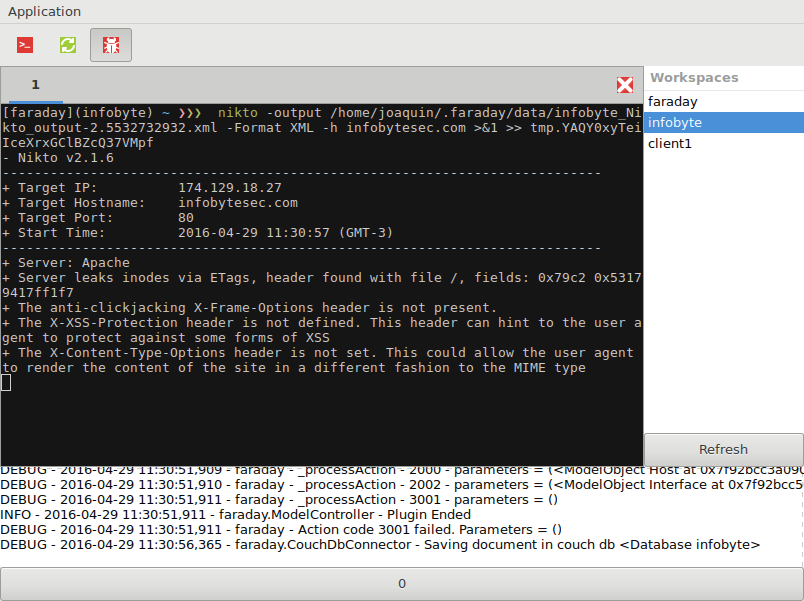 Application
1
Workspaces
[faraday](infobyte) ~ ❯❯❯  nikto -output /home/joaquin/.faraday/data/infobyte_Ni
kto_output-2.5532732932.xml -Format XML -h infobytesec.com >&1 >> tmp.YAQY0xyTei
IceXrxGClBZcQ37VMpf
- Nikto v2.1.6
---------------------------------------------------------------------------
+ Target IP:          174.129.18.27
+ Target Hostname:    infobytesec.com
+ Target Port:        80
+ Start Time:         2016-04-29 11:30:57 (GMT-3)
---------------------------------------------------------------------------
+ Server: Apache
+ Server leaks inodes via ETags, header found with file /, fields: 0x79c2 0x5317
9417ff1f7
+ The anti-clickjacking X-Frame-Options header is not present.
+ The X-XSS-Protection header is not defined. This header can hint to the user a
gent to protect against some forms of XSS
+ The X-Content-Type-Options header is not set. This could allow the user agent
to render the content of the site in a different fashion to the MIME type
faraday
infobyte
client1
Refresh
DEBUG - 2016-04-29 11:30:51,909 - faraday - _processAction - 2000 - parameters = (<ModelObject Host at 0x7f92bcc3a090
DEBUG - 2016-04-29 11:30:51,910 - faraday - _processAction - 2002 - parameters = (<ModelObject Interface at 0x7f92bcc5
DEBUG - 2016-04-29 11:30:51,911 - faraday - _processAction - 3001 - parameters = ()
INFO - 2016-04-29 11:30:51,911 - faraday.ModelController - Plugin Ended
DEBUG - 2016-04-29 11:30:51,911 - faraday - Action code 3001 failed. Parameters = ()
DEBUG - 2016-04-29 11:30:56,365 - faraday.CouchDbConnector - Saving document in couch db <Database infobyte>
0